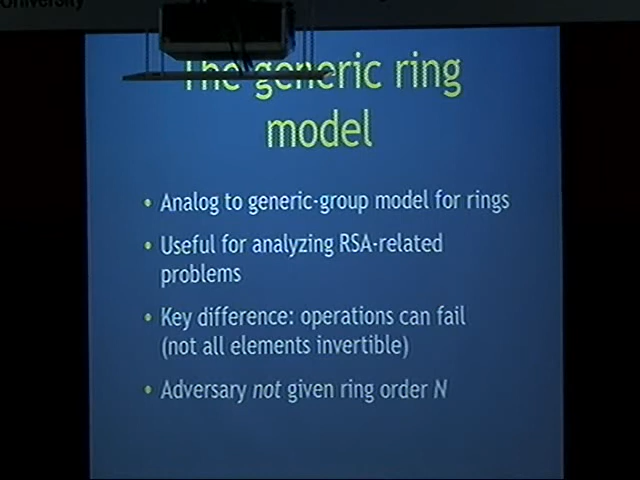 University
The generic ring
model
• Analog to generic-group model for rings
• Useful for analyzing RSA-related
problems
• Key difference: operations can fail
(not all elements invertible)
• Adversary not given ring order N